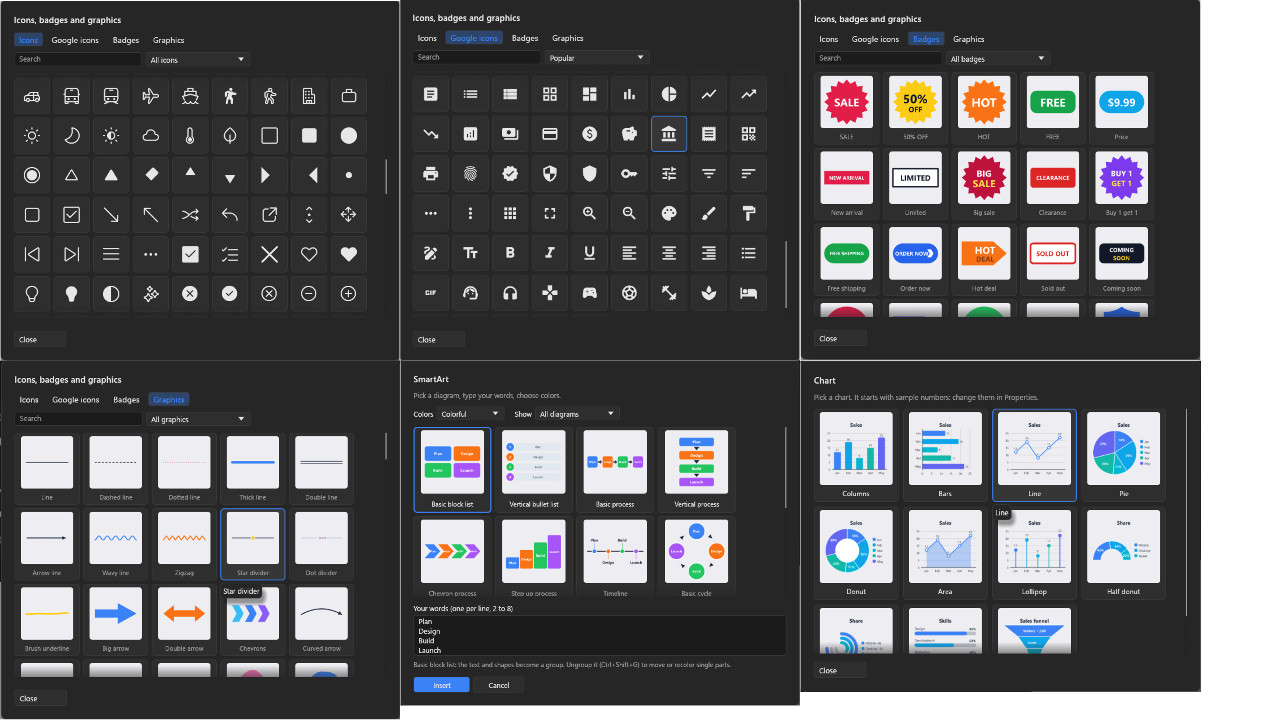 Icons, badges and graphics
Icons Google icons Badges Graphics
Search All icons
Close
Icons, badges and graphics
Icons Google icons Badges Graphics
Search Popular
GIF
Close
Icons, badges and graphics
Icons Google icons Badges Graphics
Search All badges
SALE 50% OFF HOT FREE $9.99
SALE 50% OFF HOT FREE Price
NEW ARRIVAL LIMITED BIG SALE CLEARANCE BUY 1 GET 1
New arrival Limited Big sale Clearance Buy 1 get 1
FREE SHIPPING ORDER NOW HOT DEAL SOLD OUT COMING SOON
Free shipping Order now Hot deal Sold out Coming soon
Close
Icons, badges and graphics
Icons Google icons Badges Graphics
Search All graphics
Line Dashed line Dotted line Thick line Double line
Arrow line Wavy line Zigzag Star divider Dot divider
Star divider
Brush underline Big arrow Double arrow Chevrons Curved arrow
Close
SmartArt
Pick a diagram, type your words, choose colors.
Colors Colorful Show All diagrams
Plan Design Build Launch
Basic block list Vertical bullet list Basic process Vertical process
Chevron process Step up process Timeline Basic cycle
Your words (one per line, 2 to 8)
Plan
Design
Build
Launch
Basic block list: the text and shapes become a group. Ungroup it (Ctrl+Shift+G) to move or recolor single parts.
Insert Cancel
Chart
Pick a chart. It starts with sample numbers: change them in Properties.
Sales Sales Sales Sales
Columns Bars Line Pie
Line
Sales Sales Sales Share
Donut Area Lollipop Half donut
Share Skills Sales funnel
Close